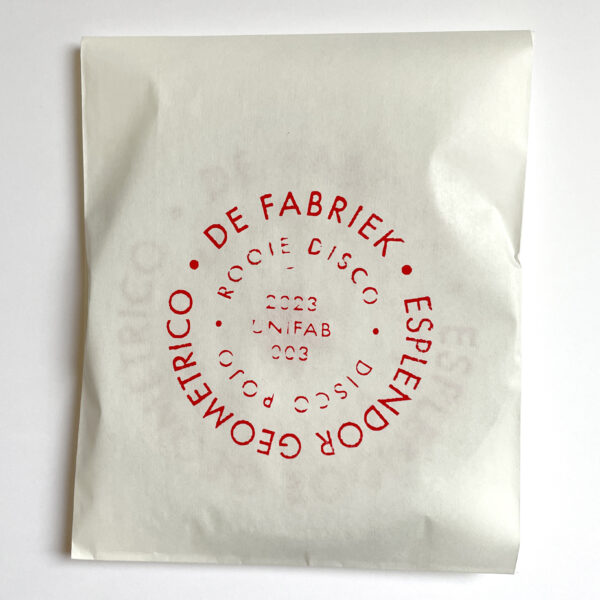 DE FABRIEK • ESPLENDOR GEOMETRICO •
ROOIE DISCO • DISCO POJO •
2023
UNIFAB
003